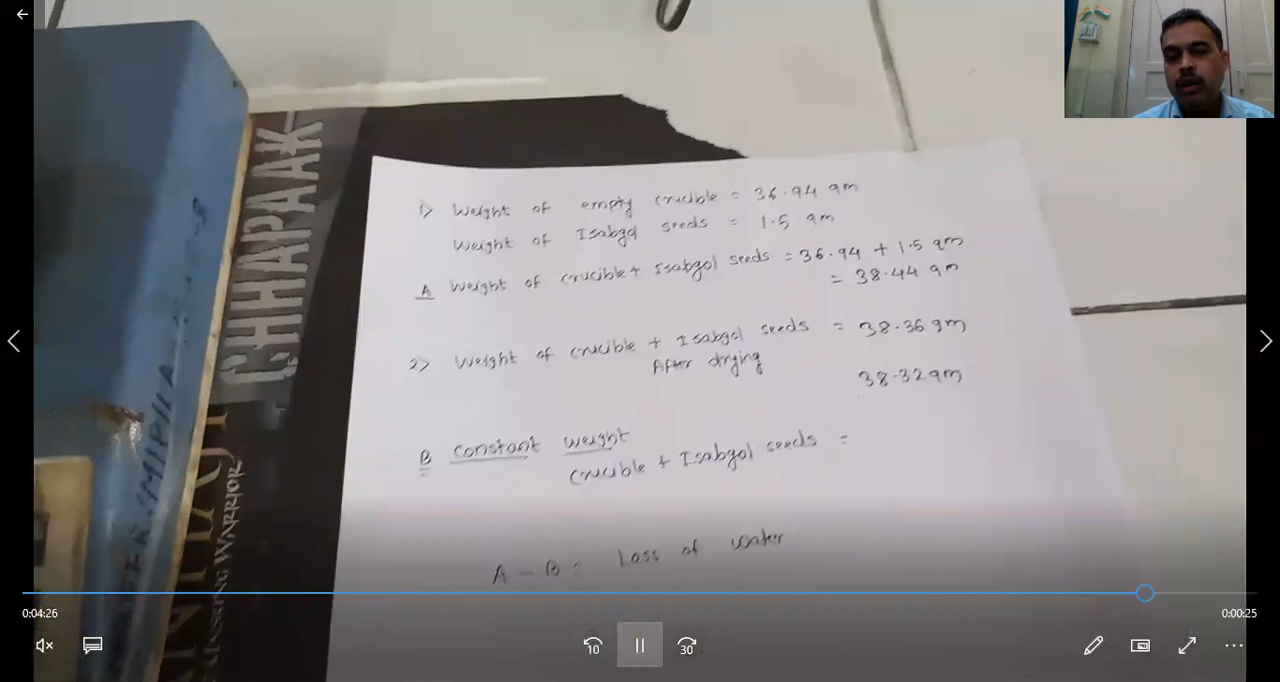 CHHAPAAK
1) Weight of empty crucible = 36.94 gm
Weight of Isabgol seeds = 1.5 gm
A Weight of crucible + Isabgol seeds = 36.94 + 1.5 gm
= 38.44 gm
2) Weight of crucible + Isabgol seeds = 38.36 gm
After drying
38.32 gm
B constant weight
crucible + Isabgol seeds =
A - B = Loss of water
WARRIOR
0:04:26
0:00:25
10
30